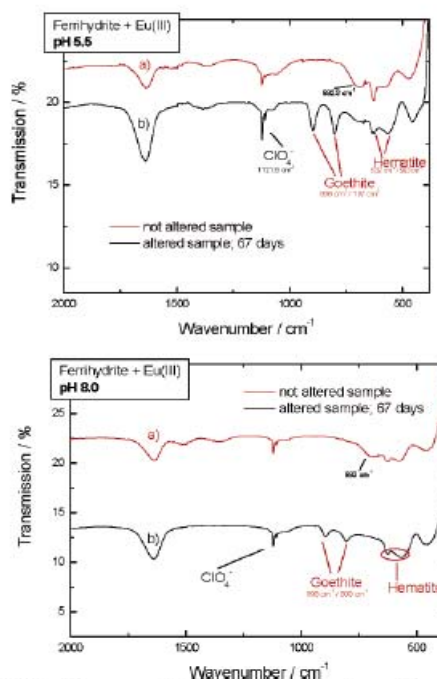 Ferrihydrite + Eu(III)
pH 5.5
a)
b)
ClO₄⁻
Goethite
Hematite
not altered sample
altered sample; 67 days
Transmission / %
20
15
10
2000
1500
1000
500
Wavenumber / cm⁻¹
Ferrihydrite + Eu(III)
pH 8.0
not altered sample
altered sample; 67 days
a)
b)
ClO₄⁻
Goethite
Hematite
Transmission / %
25
20
15
10
5
2000
1500
1000
500
Wavenumber / cm⁻¹